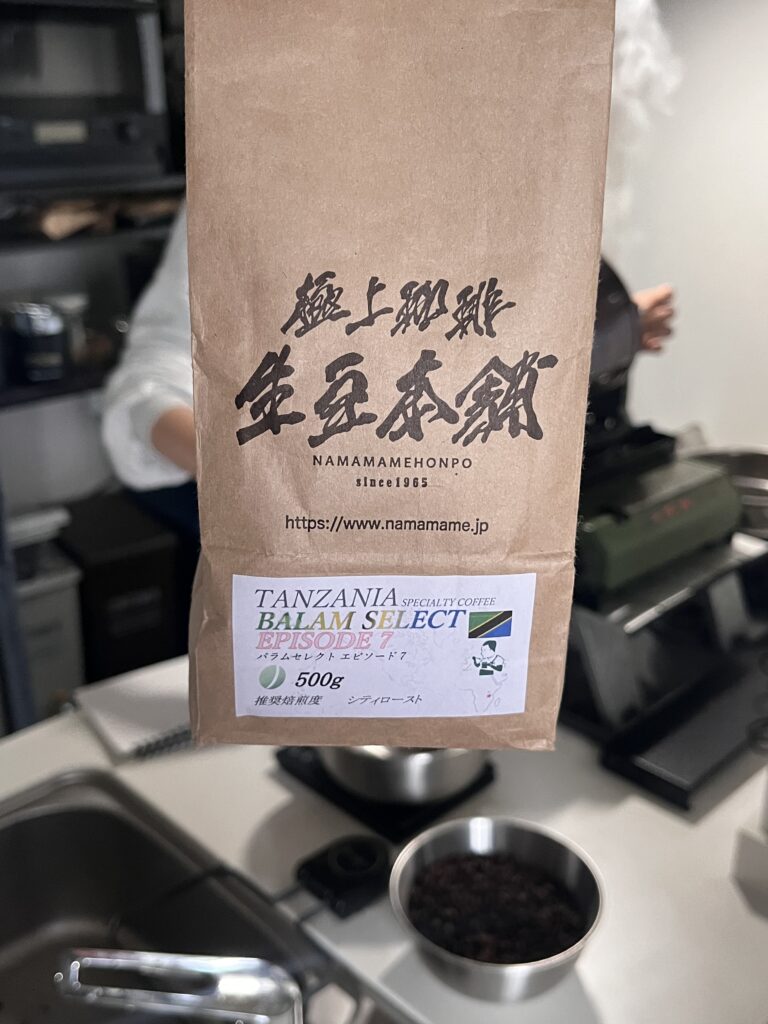 極上珈琲
生豆本舗
NAMAMAMEHONPO
since1965
https://www.namamame.jp
TANZANIA SPECIALTY COFFEE
BALAM SELECT
EPISODE 7
バラムセレクト エピソード7
500g
推奨焙煎度 シティロースト